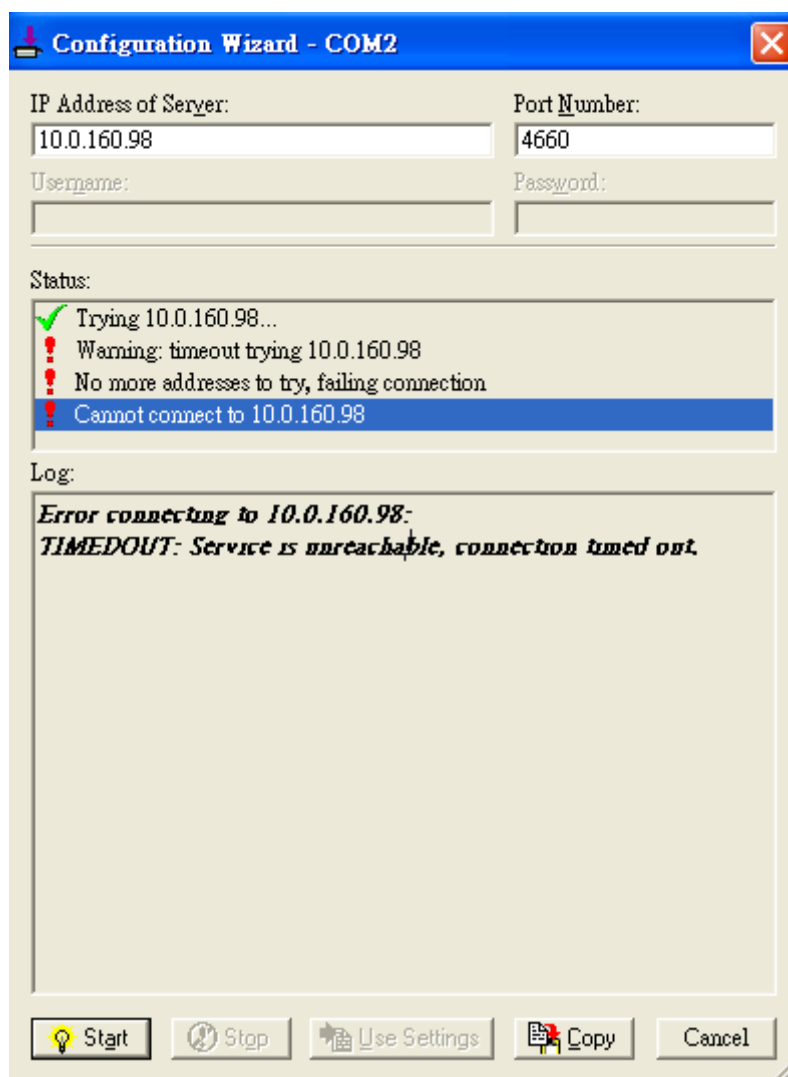 Configuration Wizard - COM2
IP Address of Server: Port Number:
10.0.160.98 4660
Username: Password:
Status:
Trying 10.0.160.98...
Warning: timeout trying 10.0.160.98
No more addresses to try, failing connection
Cannot connect to 10.0.160.98
Log:
Error connecting to 10.0.160.98:
TIMEDOUT: Service is unreachable, connection timed out.
Start Stop Use Settings Copy Cancel